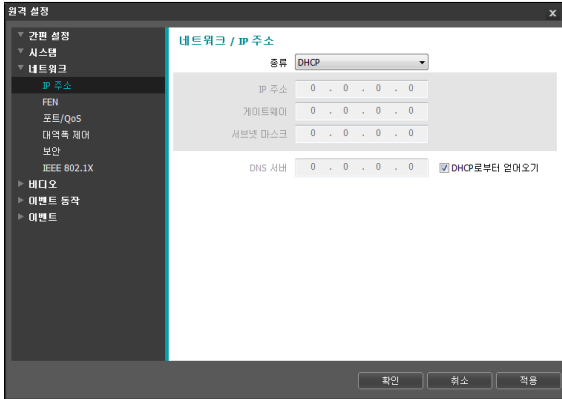 원격 설정 x
간편 설정
시스템
네트워크
IP 주소
FEN
포트/QoS
대역폭 제어
보안
IEEE 802.1X
비디오
이벤트 동작
이벤트
네트워크 / IP 주소
종류 DHCP
IP 주소 0 . 0 . 0 . 0
게이트웨이 0 . 0 . 0 . 0
서브넷 마스크 0 . 0 . 0 . 0
DNS 서버 0 . 0 . 0 . 0 DHCP로부터 얻어오기
확인 취소 적용